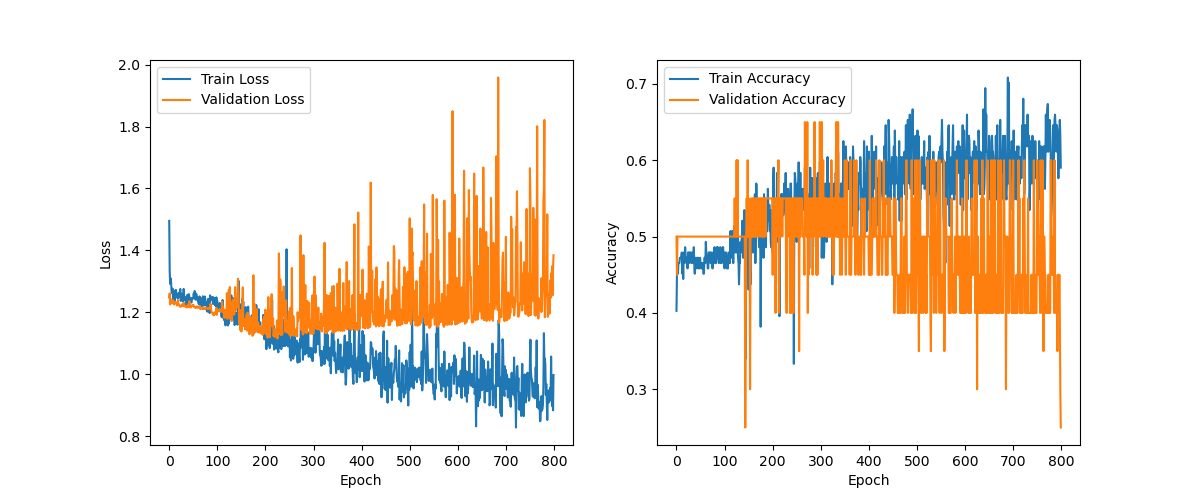 2.0
1.8
1.6
1.4
1.2
1.0
0.8
Loss
0 100 200 300 400 500 600 700 800
Epoch
Train Loss
Validation Loss
0.7
0.6
0.5
0.4
0.3
Accuracy
0 100 200 300 400 500 600 700 800
Epoch
Train Accuracy
Validation Accuracy